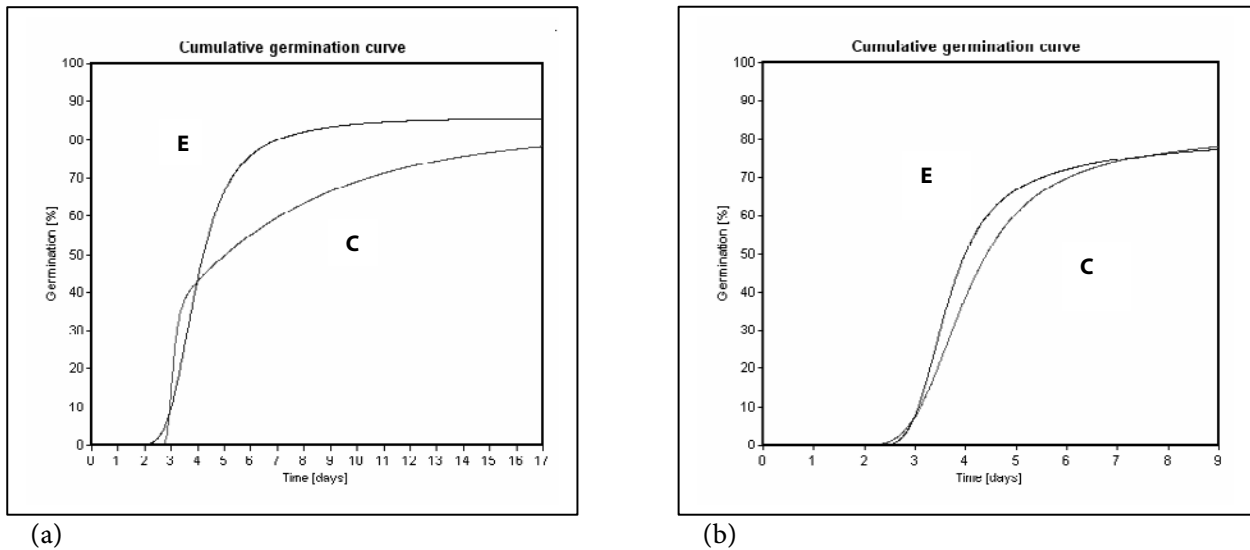 Cumulative germination curve
100
90
00
70
60
50
40
30
20
10
0
Germination [%]
E
C
0 1 2 3 4 5 6 7 8 9 10 11 12 13 14 15 16 17
Time [days]
(a)
Cumulative germination curve
100
90
80
70
60
50
40
30
20
10
0
Germination [%]
E
C
0 1 2 3 4 5 6 7 8 9
Time [days]
(b)